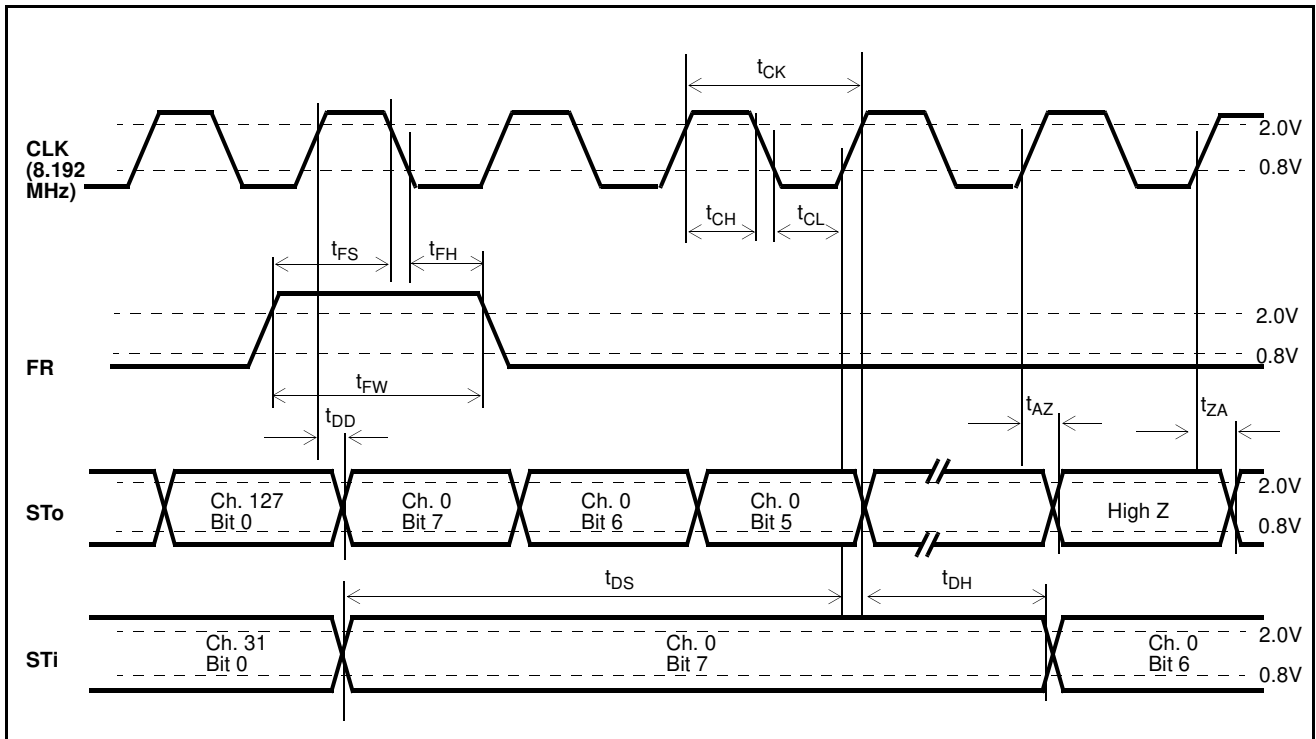 tCK
CLK
(8.192
MHz)
2.0V
0.8V
tCH
tCL
tFS
tFH
2.0V
0.8V
FR
tFW
tDD
tAZ
tZA
STo
Ch. 127
Bit 0
Ch. 0
Bit 7
Ch. 0
Bit 6
Ch. 0
Bit 5
High Z
2.0V
0.8V
tDS
tDH
STi
Ch. 31
Bit 0
Ch. 0
Bit 7
Ch. 0
Bit 6
2.0V
0.8V